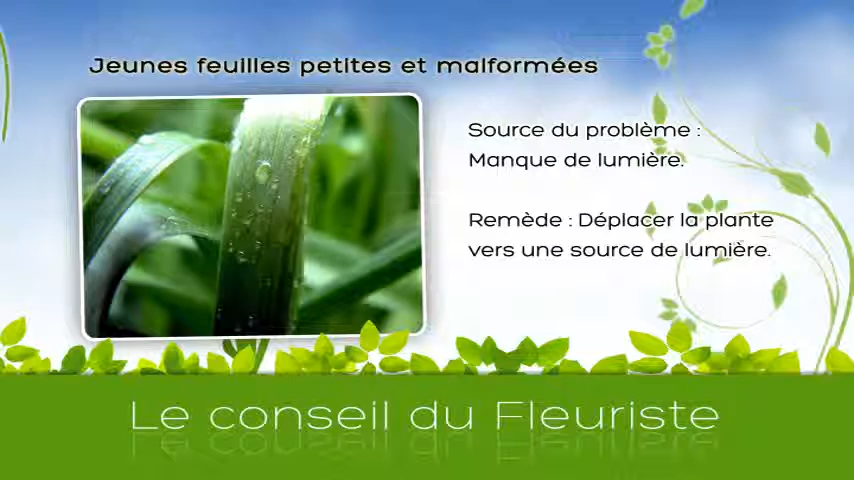 Jeunes feuilles petites et malformées
Source du problème :
Manque de lumière.
Remède : Déplacer la plante
vers une source de lumière.
Le conseil du Fleuriste